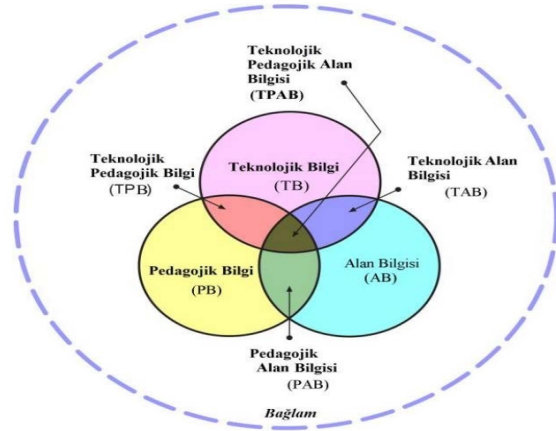 Teknolojik
Pedagojik Alan
Bilgisi
(TPAB)
Teknolojik
Pedagojik Bilgi
(TPB)
Teknolojik Bilgi
(TB)
Teknolojik Alan
Bilgisi
(TAB)
Pedagojik Bilgi
(PB)
Alan Bilgisi
(AB)
Pedagojik
Alan Bilgisi
(PAB)
Bağlam